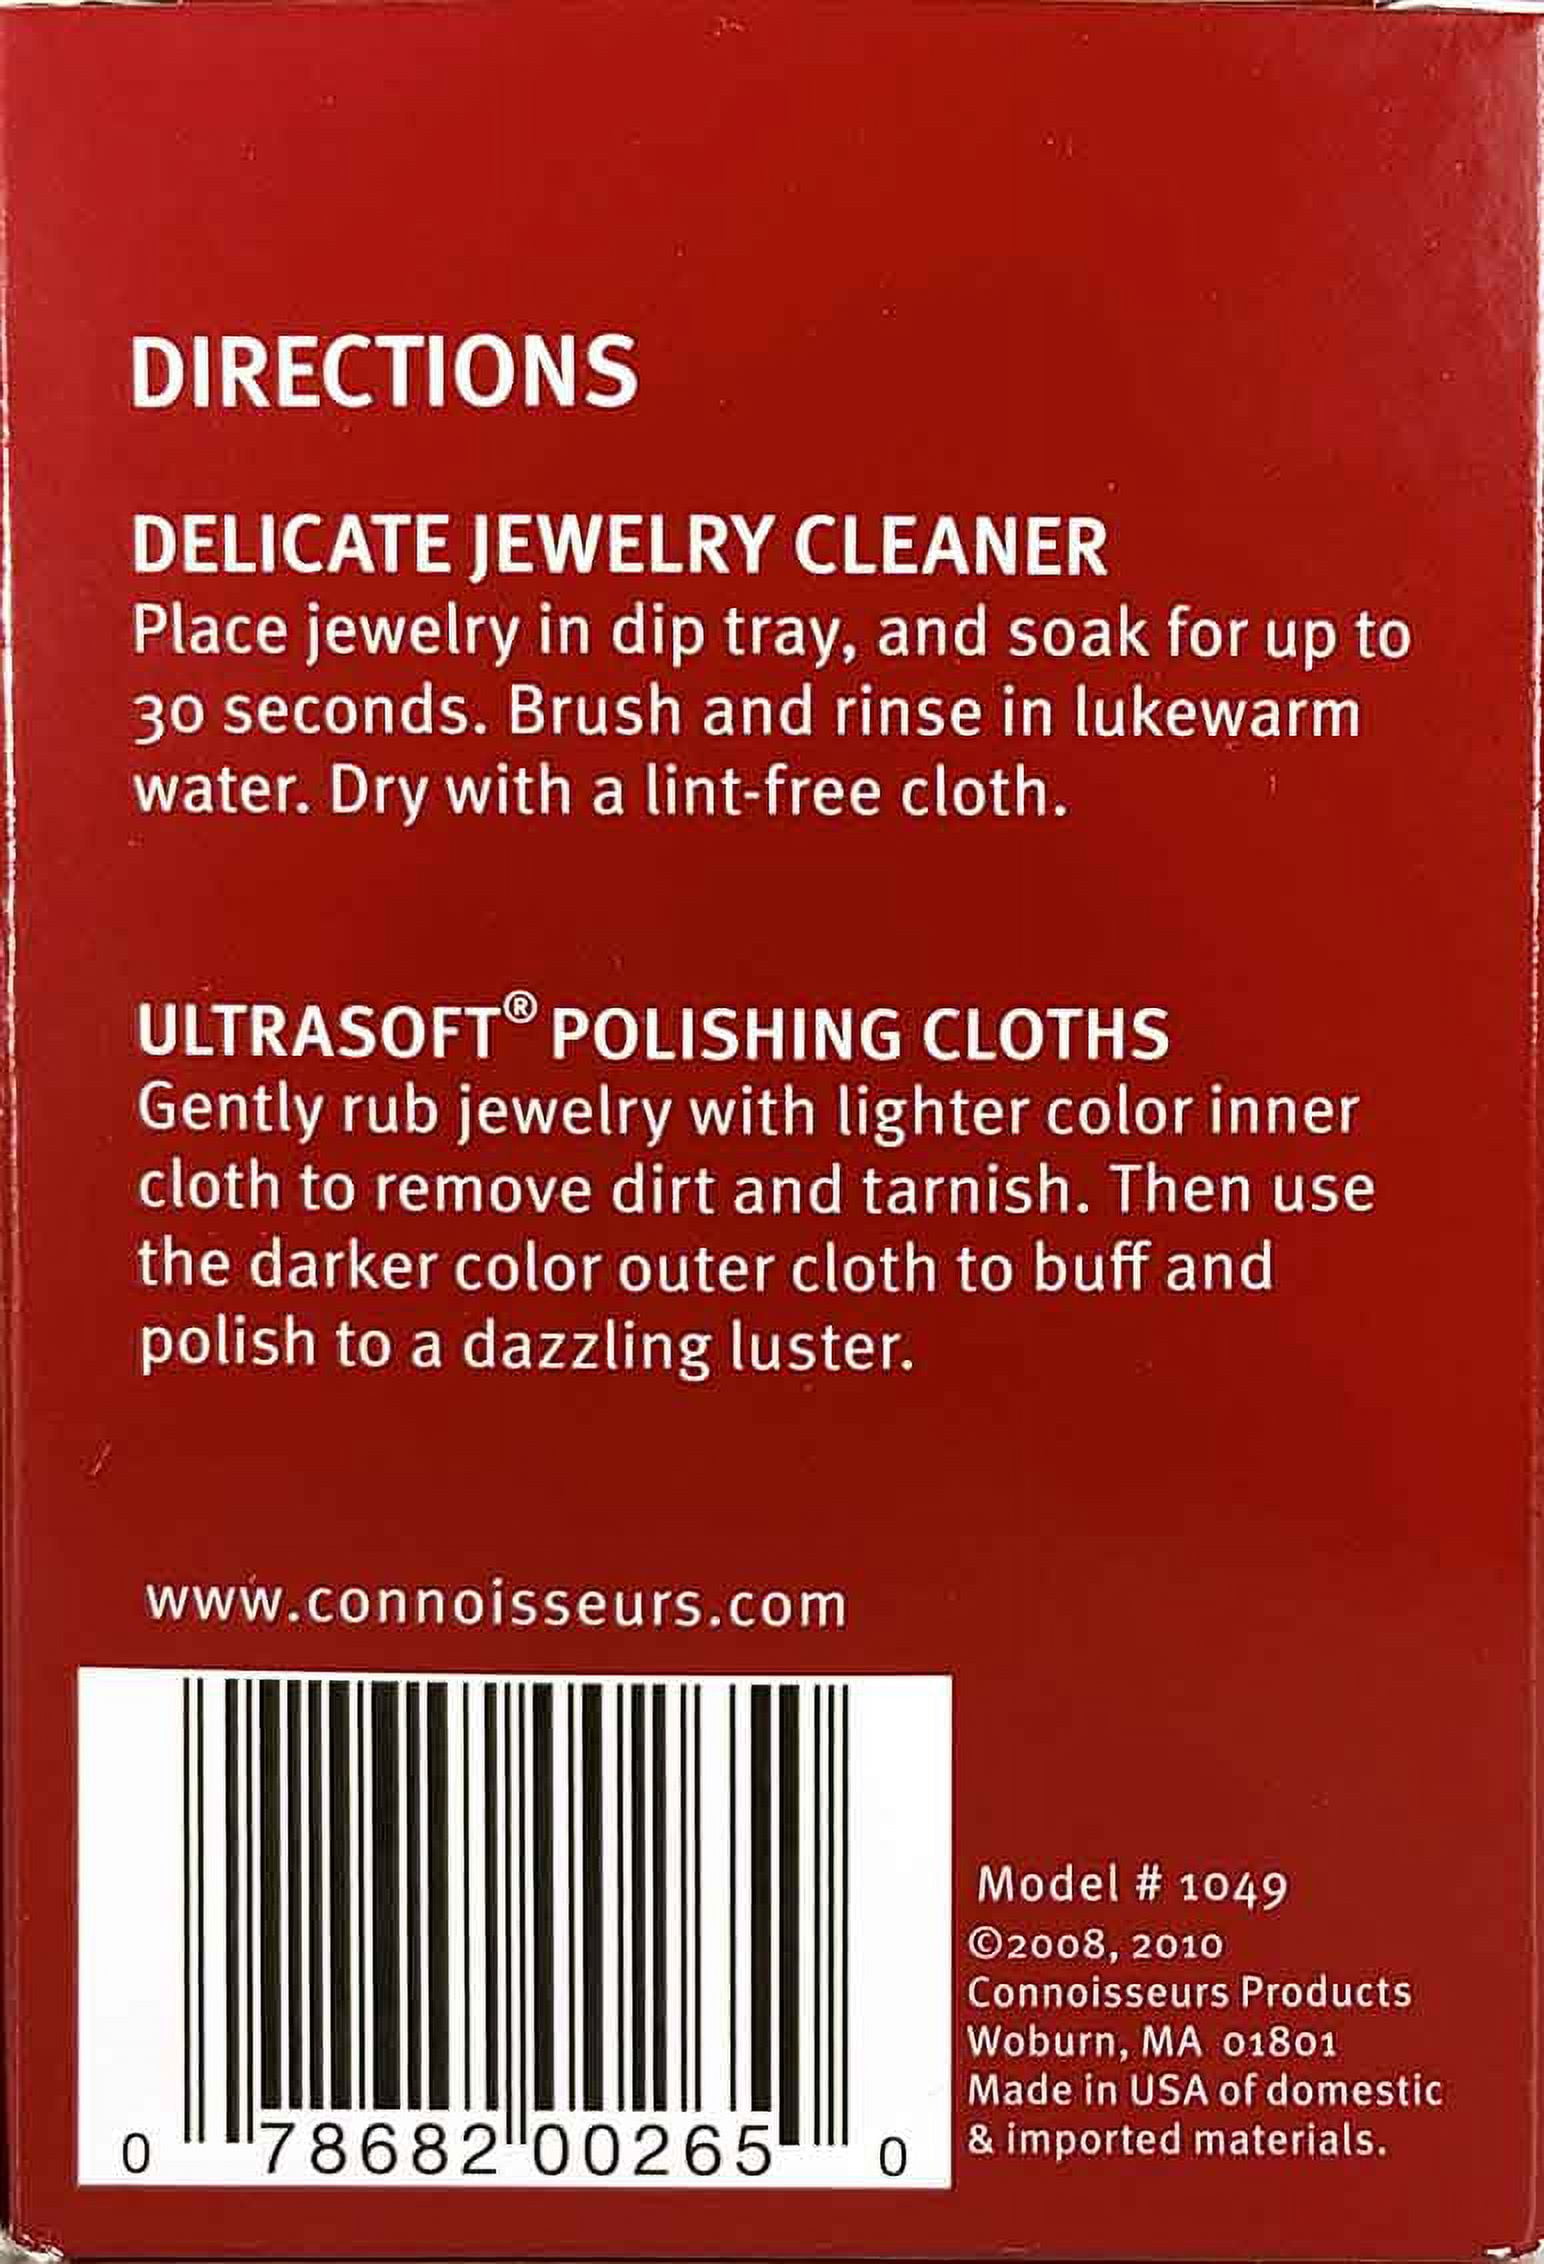 DIRECTIONS
DELICATE JEWELRY CLEANER
Place jewelry in dip tray, and soak for up to
30 seconds. Brush and rinse in lukewarm
water. Dry with a lint-free cloth.
ULTRASOFT® POLISHING CLOTHS
Gently rub jewelry with lighter color inner
cloth to remove dirt and tarnish. Then use
the darker color outer cloth to buff and
polish to a dazzling luster.
www.connoisseurs.com
0 78682 00265 0
Model # 1049
©2008, 2010
Connoisseurs Products
Woburn, MA 01801
Made in USA of domestic
& imported materials.